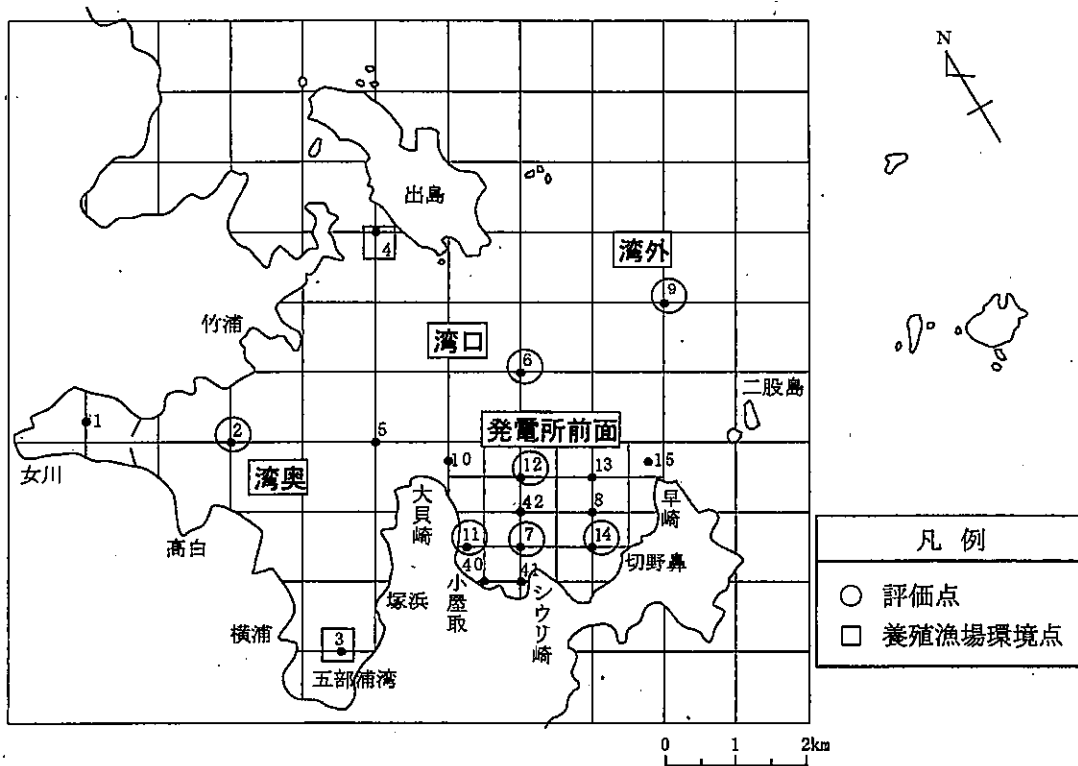 N
出島
4
湾外
9
竹浦
湾口
6
二股島
1
2
5
発電所前面
10
12
13
15
女川
湾奥
大貝崎
42
8
早崎
高白
11
7
14
切野鼻
40
41
小屋取
シウリ崎
塚浜
横浦
3
五部浦湾
凡例
○ 評価点
□ 養殖漁場環境点
0 1 2km